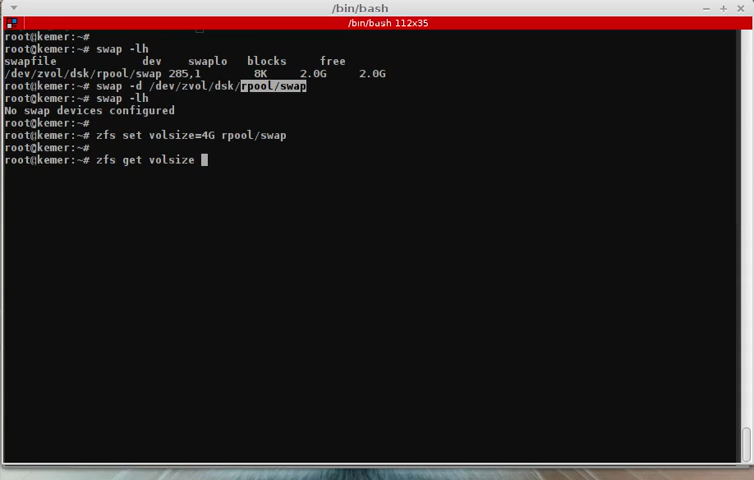 /bin/bash
/bin/bash 112x35
root@kemer:~#
root@kemer:~# swap -lh
swapfile dev swaplo blocks free
/dev/zvol/dsk/rpool/swap 285,1 8K 2.0G 2.0G
root@kemer:~# swap -d /dev/zvol/dsk/rpool/swap
root@kemer:~# swap -lh
No swap devices configured
root@kemer:~#
root@kemer:~# zfs set volsize=4G rpool/swap
root@kemer:~#
root@kemer:~# zfs get volsize